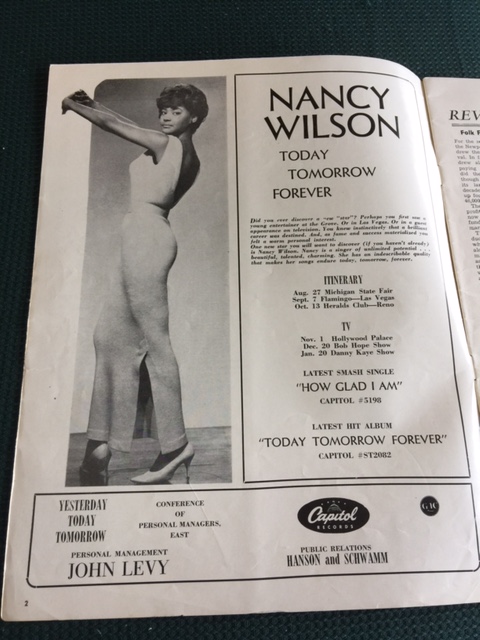 NANCY
WILSON
TODAY
TOMORROW
FOREVER
Did you ever discover a new "star"? Perhaps you first saw a
young entertainer at the Grove. Or in Las Vegas. Or in a guest
appearance on television. You knew instinctively that a brilliant
career was destined. And, as fame and success materialized you
felt a warm personal interest.
One new star you will want to discover (if you haven't already)
is Nancy Wilson. Nancy is a singer of unlimited potential . . .
beautiful, talented, charming. She has an indescribable quality
that makes her songs endure today, tomorrow, forever.
ITINERARY
Aug. 27 Michigan State Fair
Sept. 7 Flamingo—Las Vegas
Oct. 13 Heralds Club—Reno
TV
Nov. 1 Hollywood Palace
Dec. 20 Bob Hope Show
Jan. 20 Danny Kaye Show
LATEST SMASH SINGLE
"HOW GLAD I AM"
CAPITOL #5198
LATEST HIT ALBUM
"TODAY TOMORROW FOREVER"
CAPITOL #ST2082
YESTERDAY
TODAY
TOMORROW
CONFERENCE
OF
PERSONAL MANAGERS,
EAST
PERSONAL MANAGEMENT
JOHN LEVY
Capitol
RECORDS
GAC
PUBLIC RELATIONS
HANSON and SCHWAMM
2
REV
Folk F